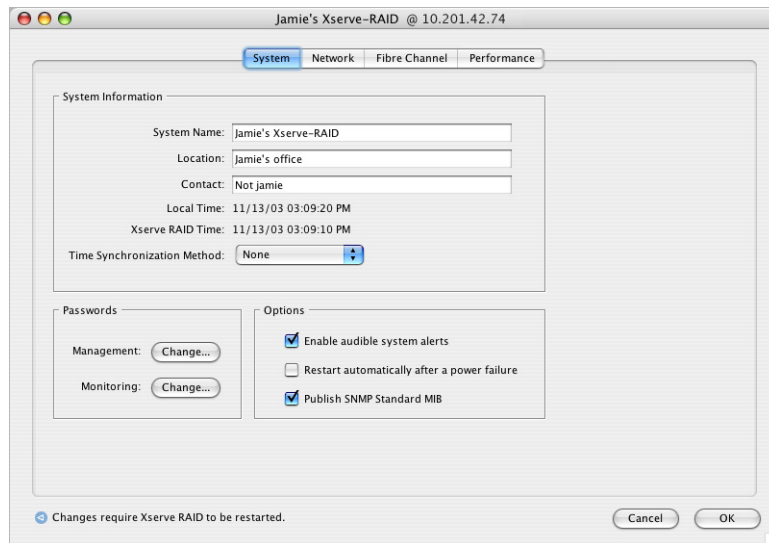 Jamie's Xserve-RAID @ 10.201.42.74
System Network Fibre Channel Performance
System Information
System Name: Jamie's Xserve-RAID
Location: Jamie's office
Contact: Not jamie
Local Time: 11/13/03 03:09:20 PM
Xserve RAID Time: 11/13/03 03:09:10 PM
Time Synchronization Method: None
Passwords
Management: Change...
Monitoring: Change...
Options
Enable audible system alerts
Restart automatically after a power failure
Publish SNMP Standard MIB
Changes require Xserve RAID to be restarted.
Cancel OK